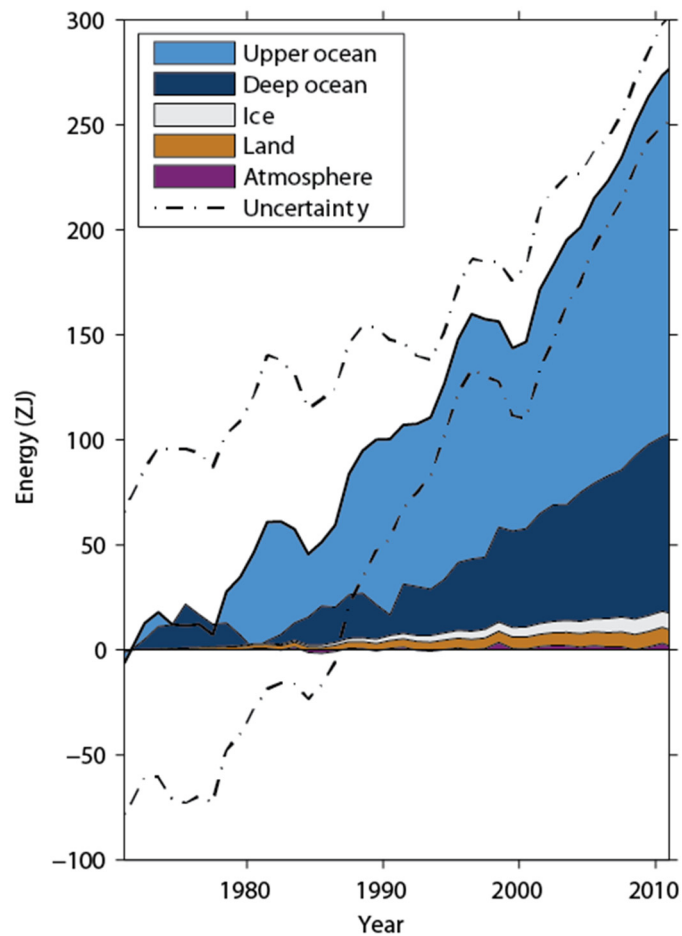 300
Upper ocean
Deep ocean
Ice
Land
Atmosphere
Uncertainty
250
200
150
100
50
0
−50
−100
Energy (ZJ)
1980
1990
2000
2010
Year